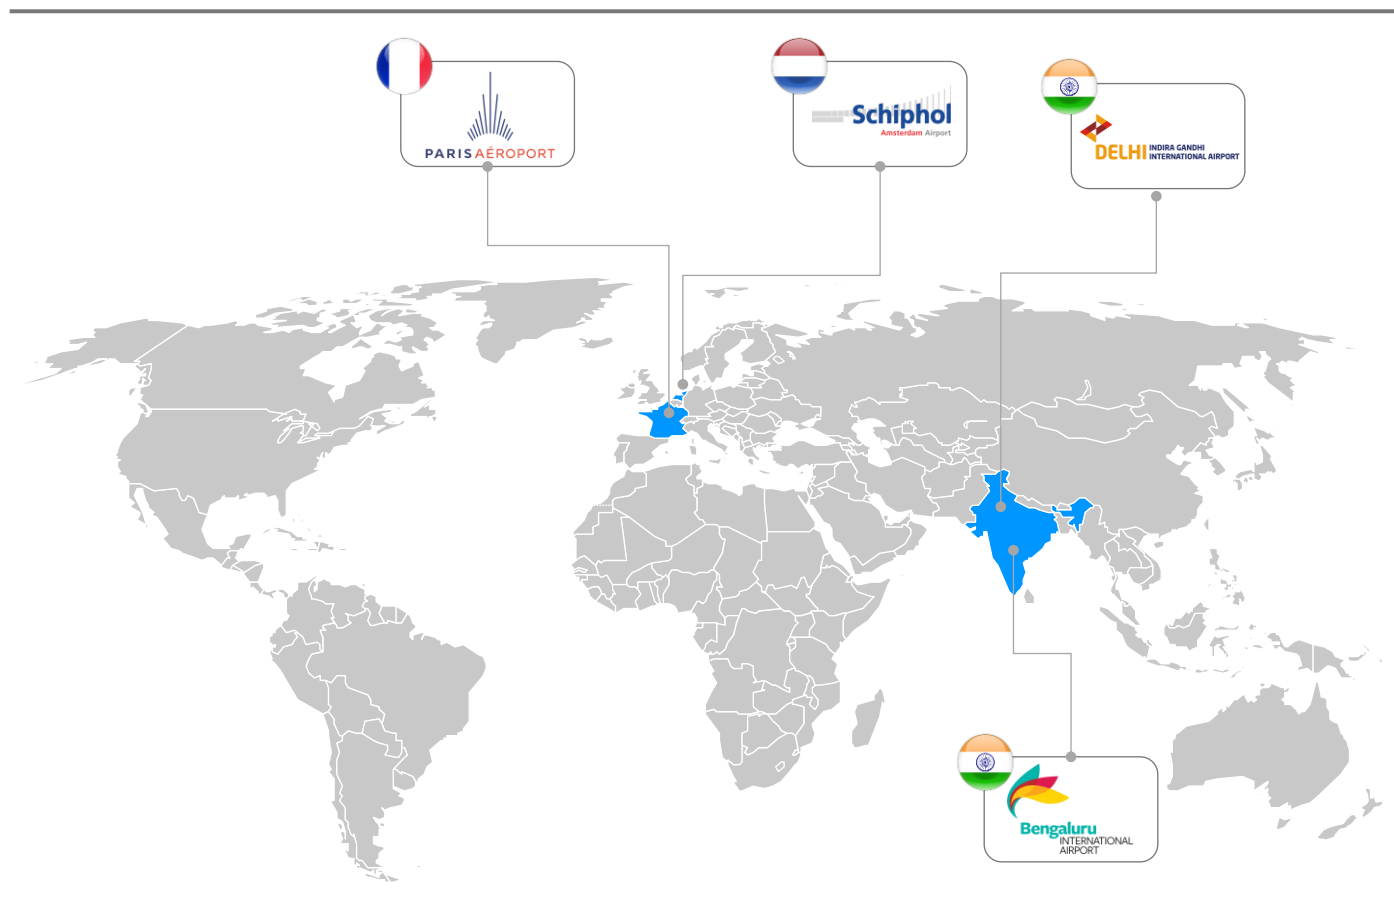 PARIS AÉROPORT
Schiphol
Amsterdam Airport
DELHI INDIRA GANDHI
INTERNATIONAL AIRPORT
Bengaluru
INTERNATIONAL
AIRPORT